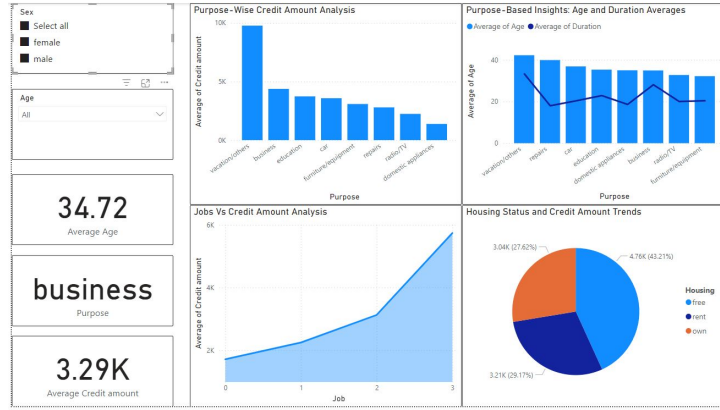 Sex
Select all
female
male
Age
All
34.72
Average Age
business
Purpose
3.29K
Average Credit amount
Purpose-Wise Credit Amount Analysis
Average of Credit amount
10K
5K
0K
vacation/others
business
education
car
furniture/equipment
repairs
radio/TV
domestic appliances
Purpose
Purpose-Based Insights: Age and Duration Averages
Average of Age
Average of Duration
Average of Age
40
20
0
vacation/others
repairs
car
education
domestic appliances
business
radio/TV
furniture/equipment
Purpose
Jobs Vs Credit Amount Analysis
Average of Credit amount
6K
4K
2K
0
1
2
3
Job
Housing Status and Credit Amount Trends
3.04K (27.62%)
4.76K (43.21%)
3.21K (29.17%)
Housing
free
rent
own